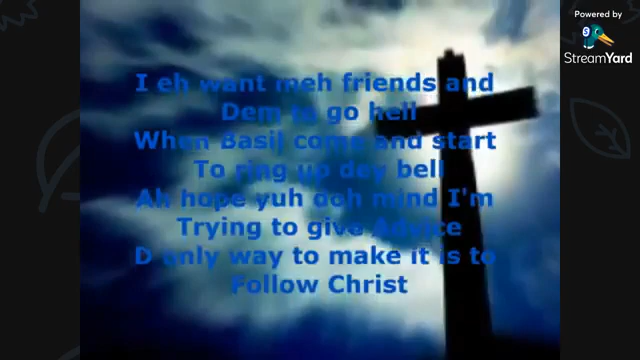 Powered by
StreamYard
I eh want meh friends and
Dem to go hell
When Basil come and start
To ring up dey bell
Ah hope yuh doh mind I'm
Trying to give Advice
D only way to make it is to
Follow Christ